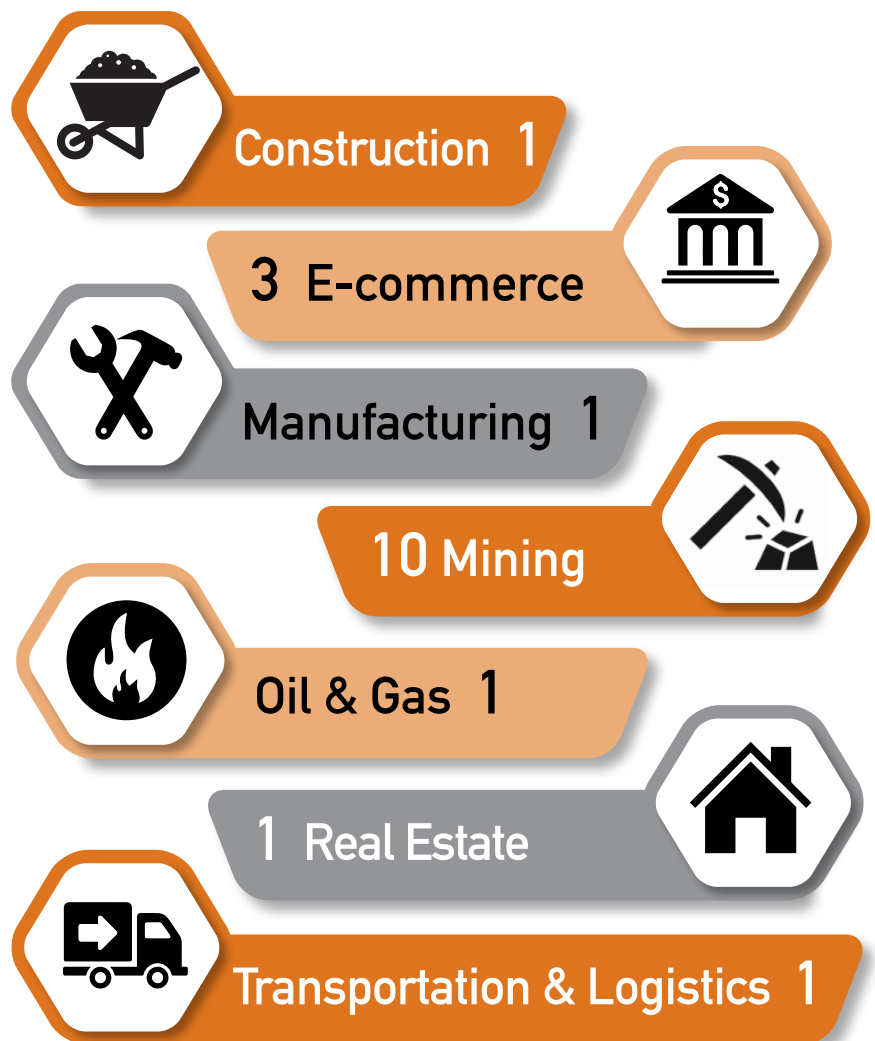 Construction 1
$
3 E-commerce
Manufacturing 1
10 Mining
Oil & Gas 1
1 Real Estate
Transportation & Logistics 1